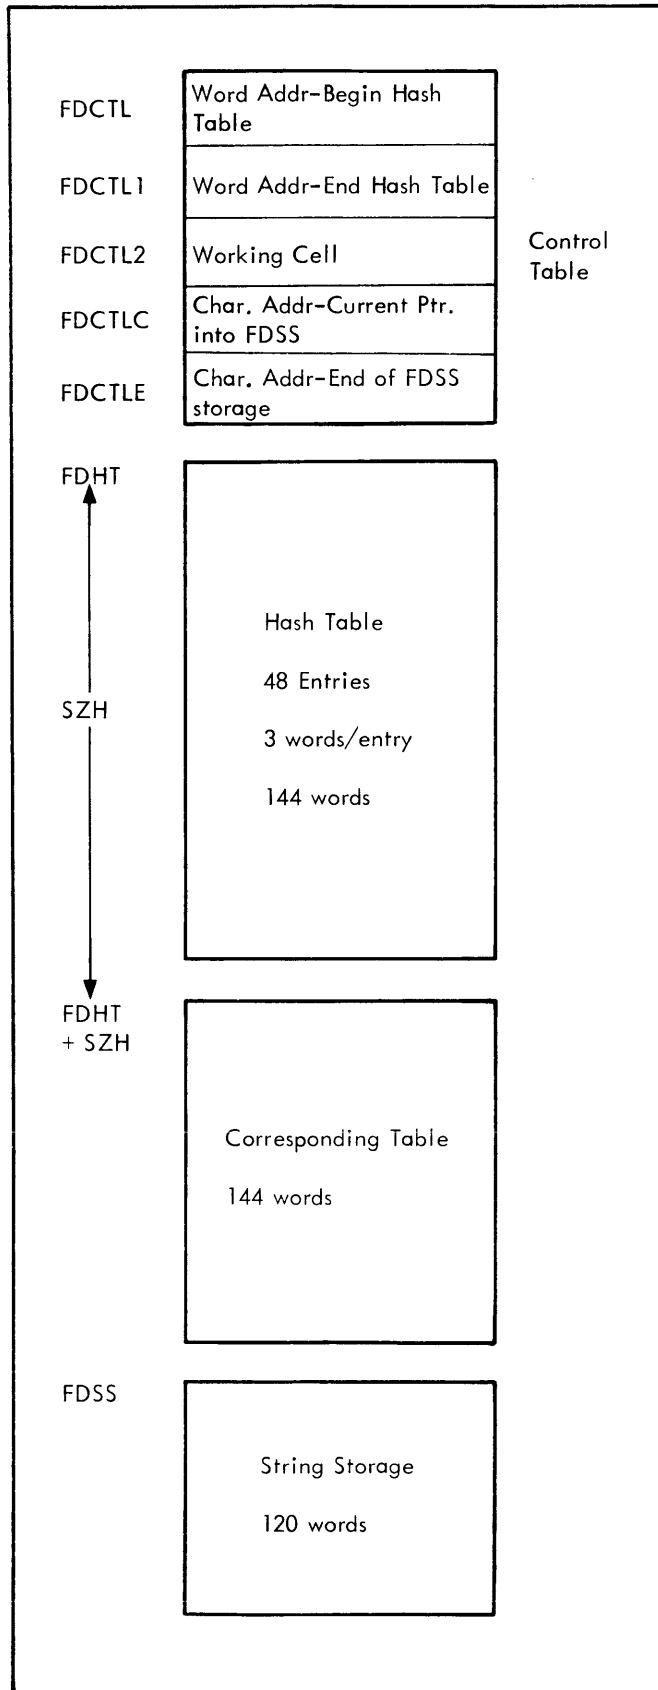 FDCTL
Word Addr-Begin Hash
Table
FDCTL1
Word Addr-End Hash Table
FDCTL2
Working Cell
Control
Table
FDCTLC
Char. Addr-Current Ptr.
into FDSS
FDCTLE
Char. Addr-End of FDSS
storage
FDHT
Hash Table
48 Entries
SZH
3 words/entry
144 words
FDHT
+ SZH
Corresponding Table
144 words
FDSS
String Storage
120 words